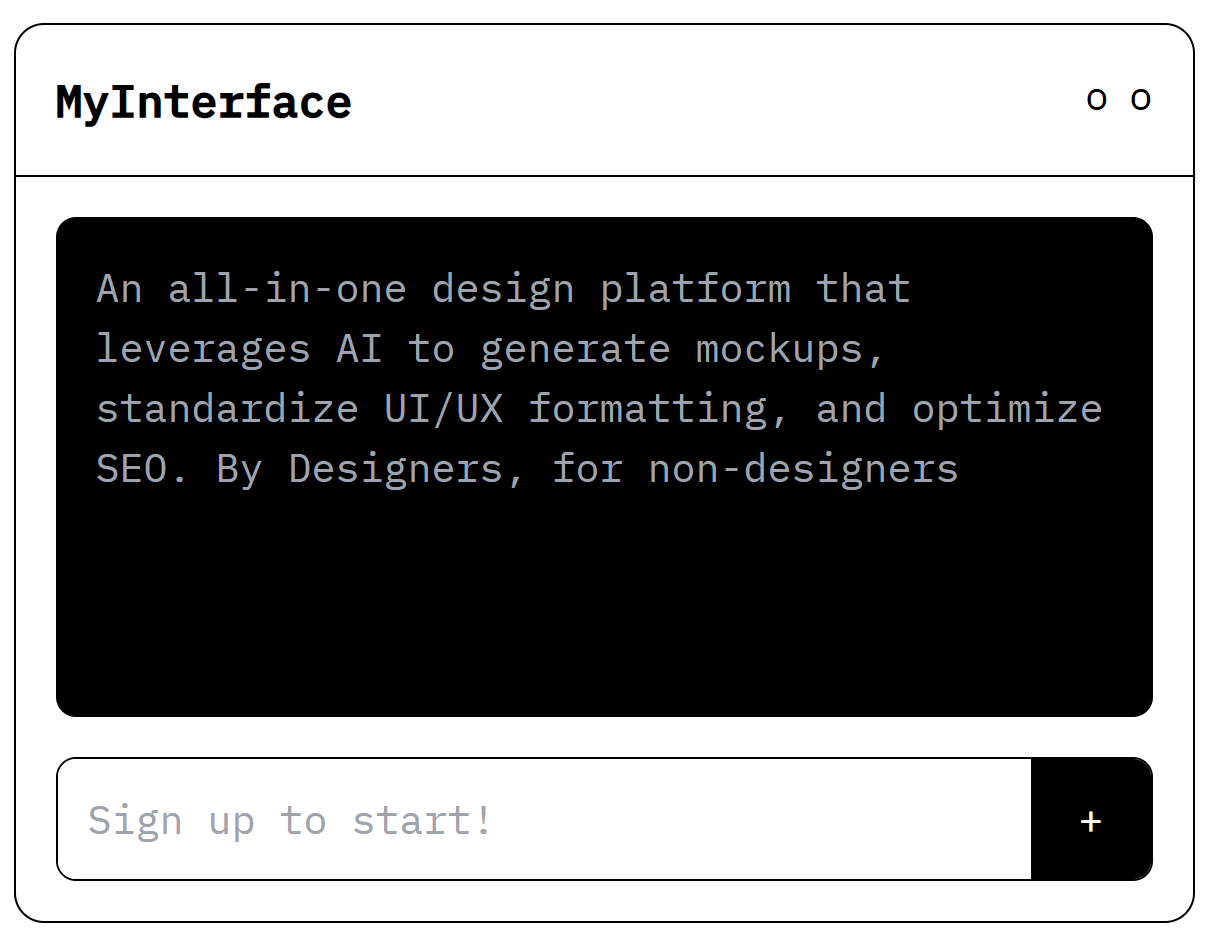 MyInterface
o o
An all-in-one design platform that
leverages AI to generate mockups,
standardize UI/UX formatting, and optimize
SEO. By Designers, for non-designers
Sign up to start!
+